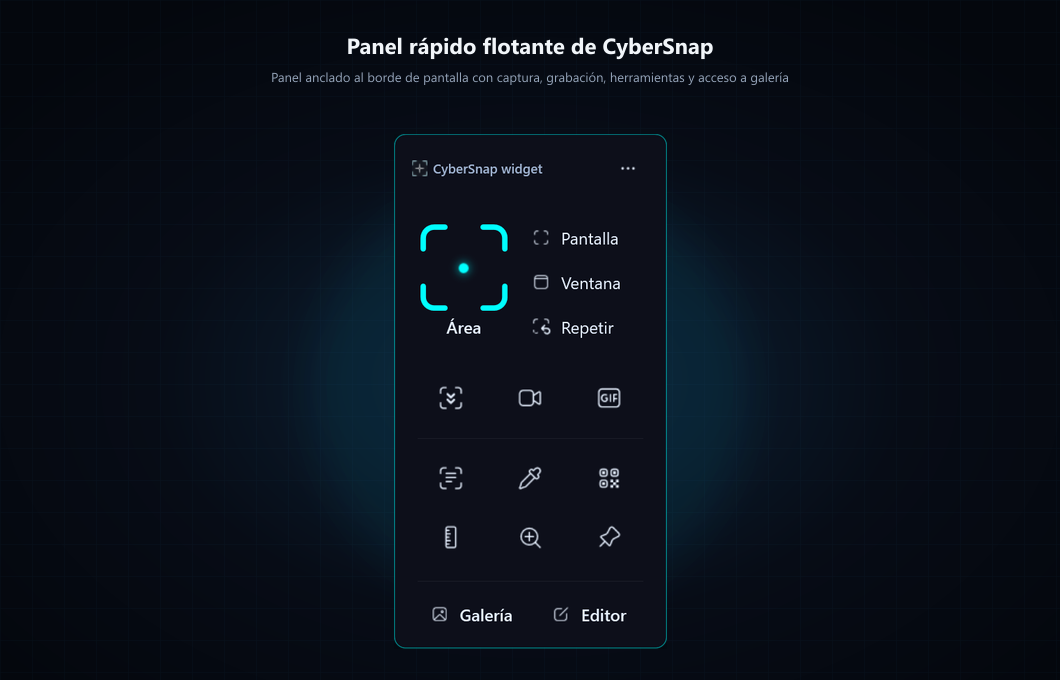 Panel rápido flotante de CyberSnap
Panel anclado al borde de pantalla con captura, grabación, herramientas y acceso a galería
CyberSnap widget
Pantalla
Ventana
Área
Repetir
GIF
Galería
Editor